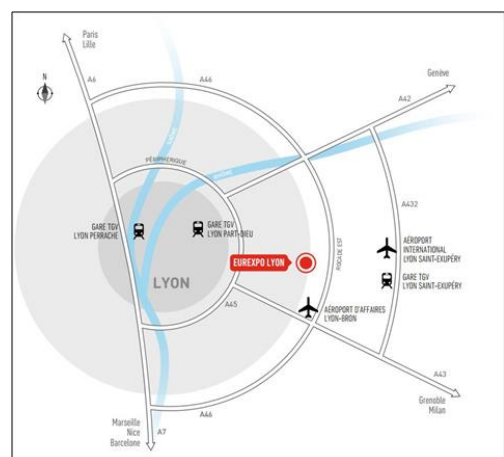 Paris
Lille
N
A6
A46
Genève
A42
SAÔNE
PÉRIPHÉRIQUE
RHÔNE
A432
GARE TGV
LYON PERRACHE
GARE TGV
LYON PART-DIEU
ROCADE EST
AÉROPORT
INTERNATIONAL
LYON SAINT-EXUPÉRY
EUREXPO LYON
GARE TGV
LYON SAINT-EXUPÉRY
LYON
A45
AÉROPORT D'AFFAIRES
LYON-BRON
A43
Grenoble
Milan
A46
Marseille
Nice
Barcelone
A7